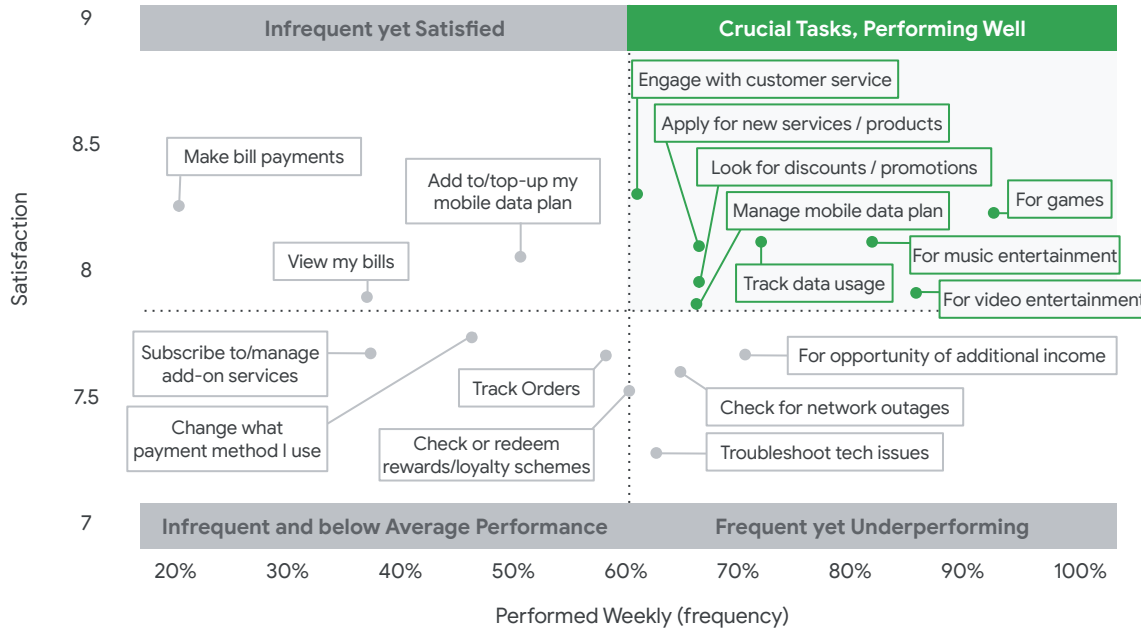 9
Infrequent yet Satisfied
Crucial Tasks, Performing Well
Engage with customer service
Apply for new services / products
8.5
Make bill payments
Look for discounts / promotions
Add to/top-up my
mobile data plan
For games
Manage mobile data plan
Satisfaction
View my bills
8
For music entertainment
Track data usage
For video entertainment
Subscribe to/manage
add-on services
For opportunity of additional income
Track Orders
7.5
Check for network outages
Change what
payment method I use
Check or redeem
rewards/loyalty schemes
Troubleshoot tech issues
7
Infrequent and below Average Performance
Frequent yet Underperforming
20%
30%
40%
50%
60%
70%
80%
90%
100%
Performed Weekly (frequency)